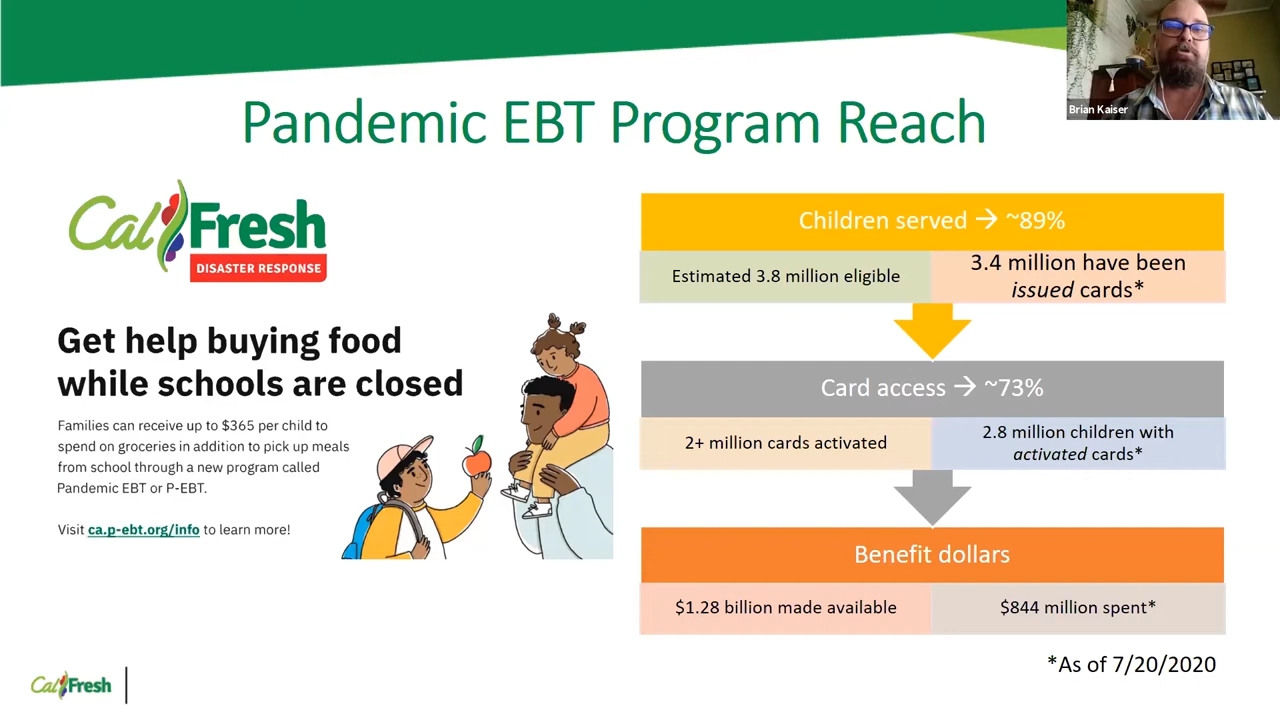 Brian Kaiser
Pandemic EBT Program Reach
CalFresh
DISASTER RESPONSE
Get help buying food
while schools are closed
Families can receive up to $365 per child to
spend on groceries in addition to pick up meals
from school through a new program called
Pandemic EBT or P-EBT.
Visit ca.p-ebt.org/info to learn more!
Children served → ~89%
Estimated 3.8 million eligible
3.4 million have been
issued cards*
Card access → ~73%
2+ million cards activated
2.8 million children with
activated cards*
Benefit dollars
$1.28 billion made available
$844 million spent*
*As of 7/20/2020
CalFresh